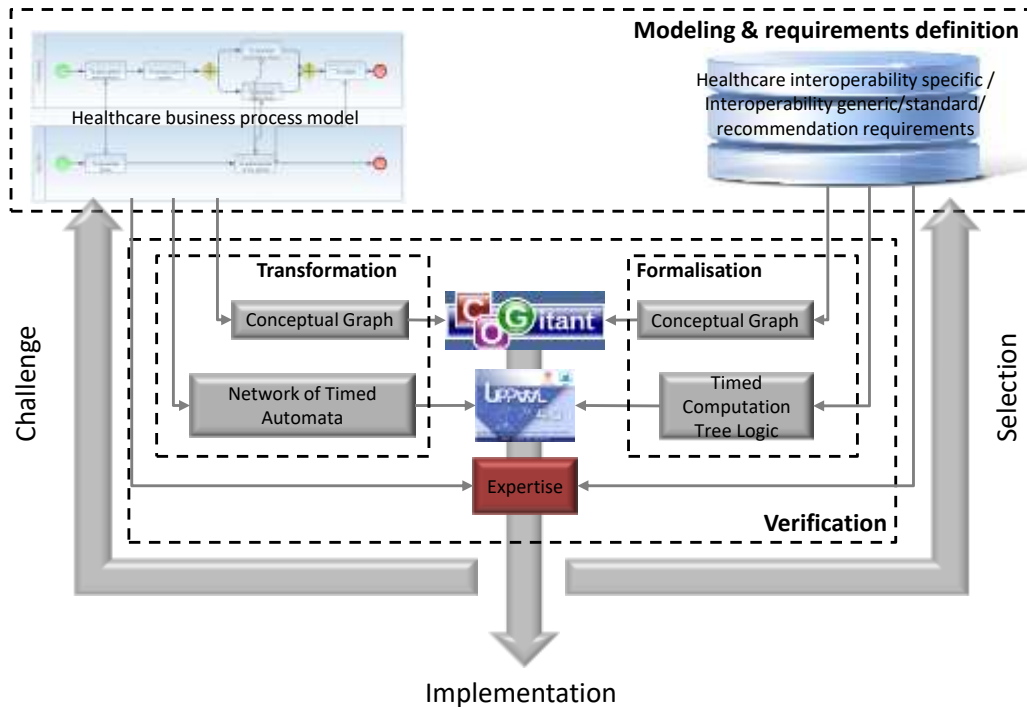 Modeling & requirements definition
Healthcare business process model
Healthcare interoperability specific /
Interoperability generic/standard/
recommendation requirements
Transformation
Formalisation
Conceptual Graph
COGitant
Conceptual Graph
Challenge
Selection
Network of Timed
Automata
UPPAAL
Timed
Computation
Tree Logic
Expertise
Verification
Implementation